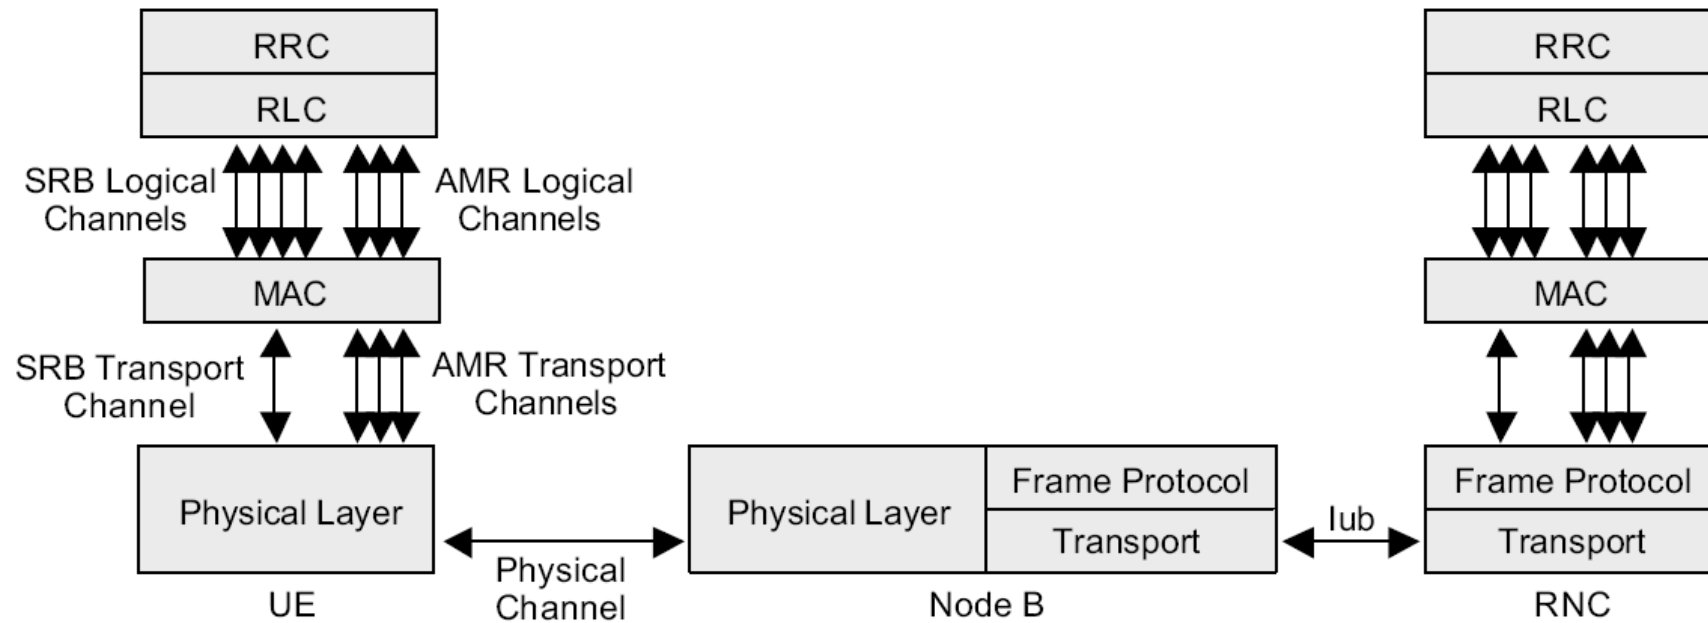 RRC
RLC
SRB Logical
Channels
AMR Logical
Channels
MAC
SRB Transport
Channel
AMR Transport
Channels
Physical Layer
UE
Physical
Channel
Physical Layer
Frame Protocol
Transport
Node B
Iub
RRC
RLC
MAC
Frame Protocol
Transport
RNC